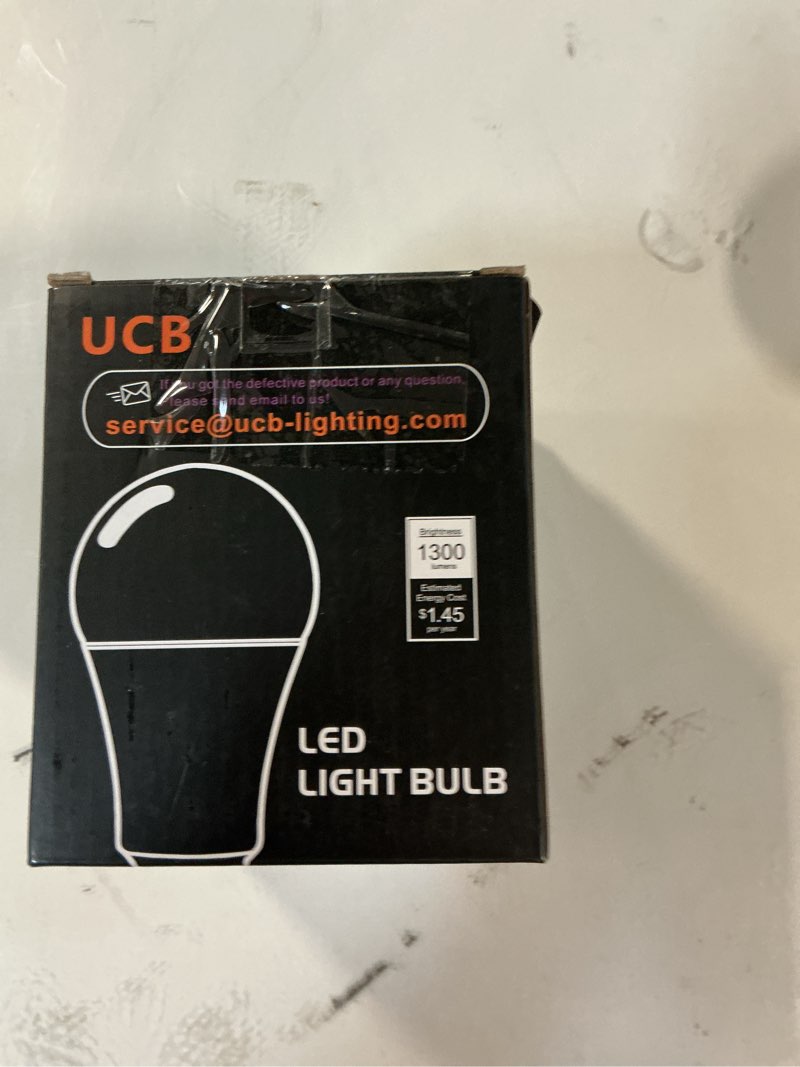 UCB
If you got the defective product or any question,
Please send email to us!
service@ucb-lighting.com
Brightness
1300
lumens
Estimated
Energy Cost
$1.45
per year
LED
LIGHT BULB